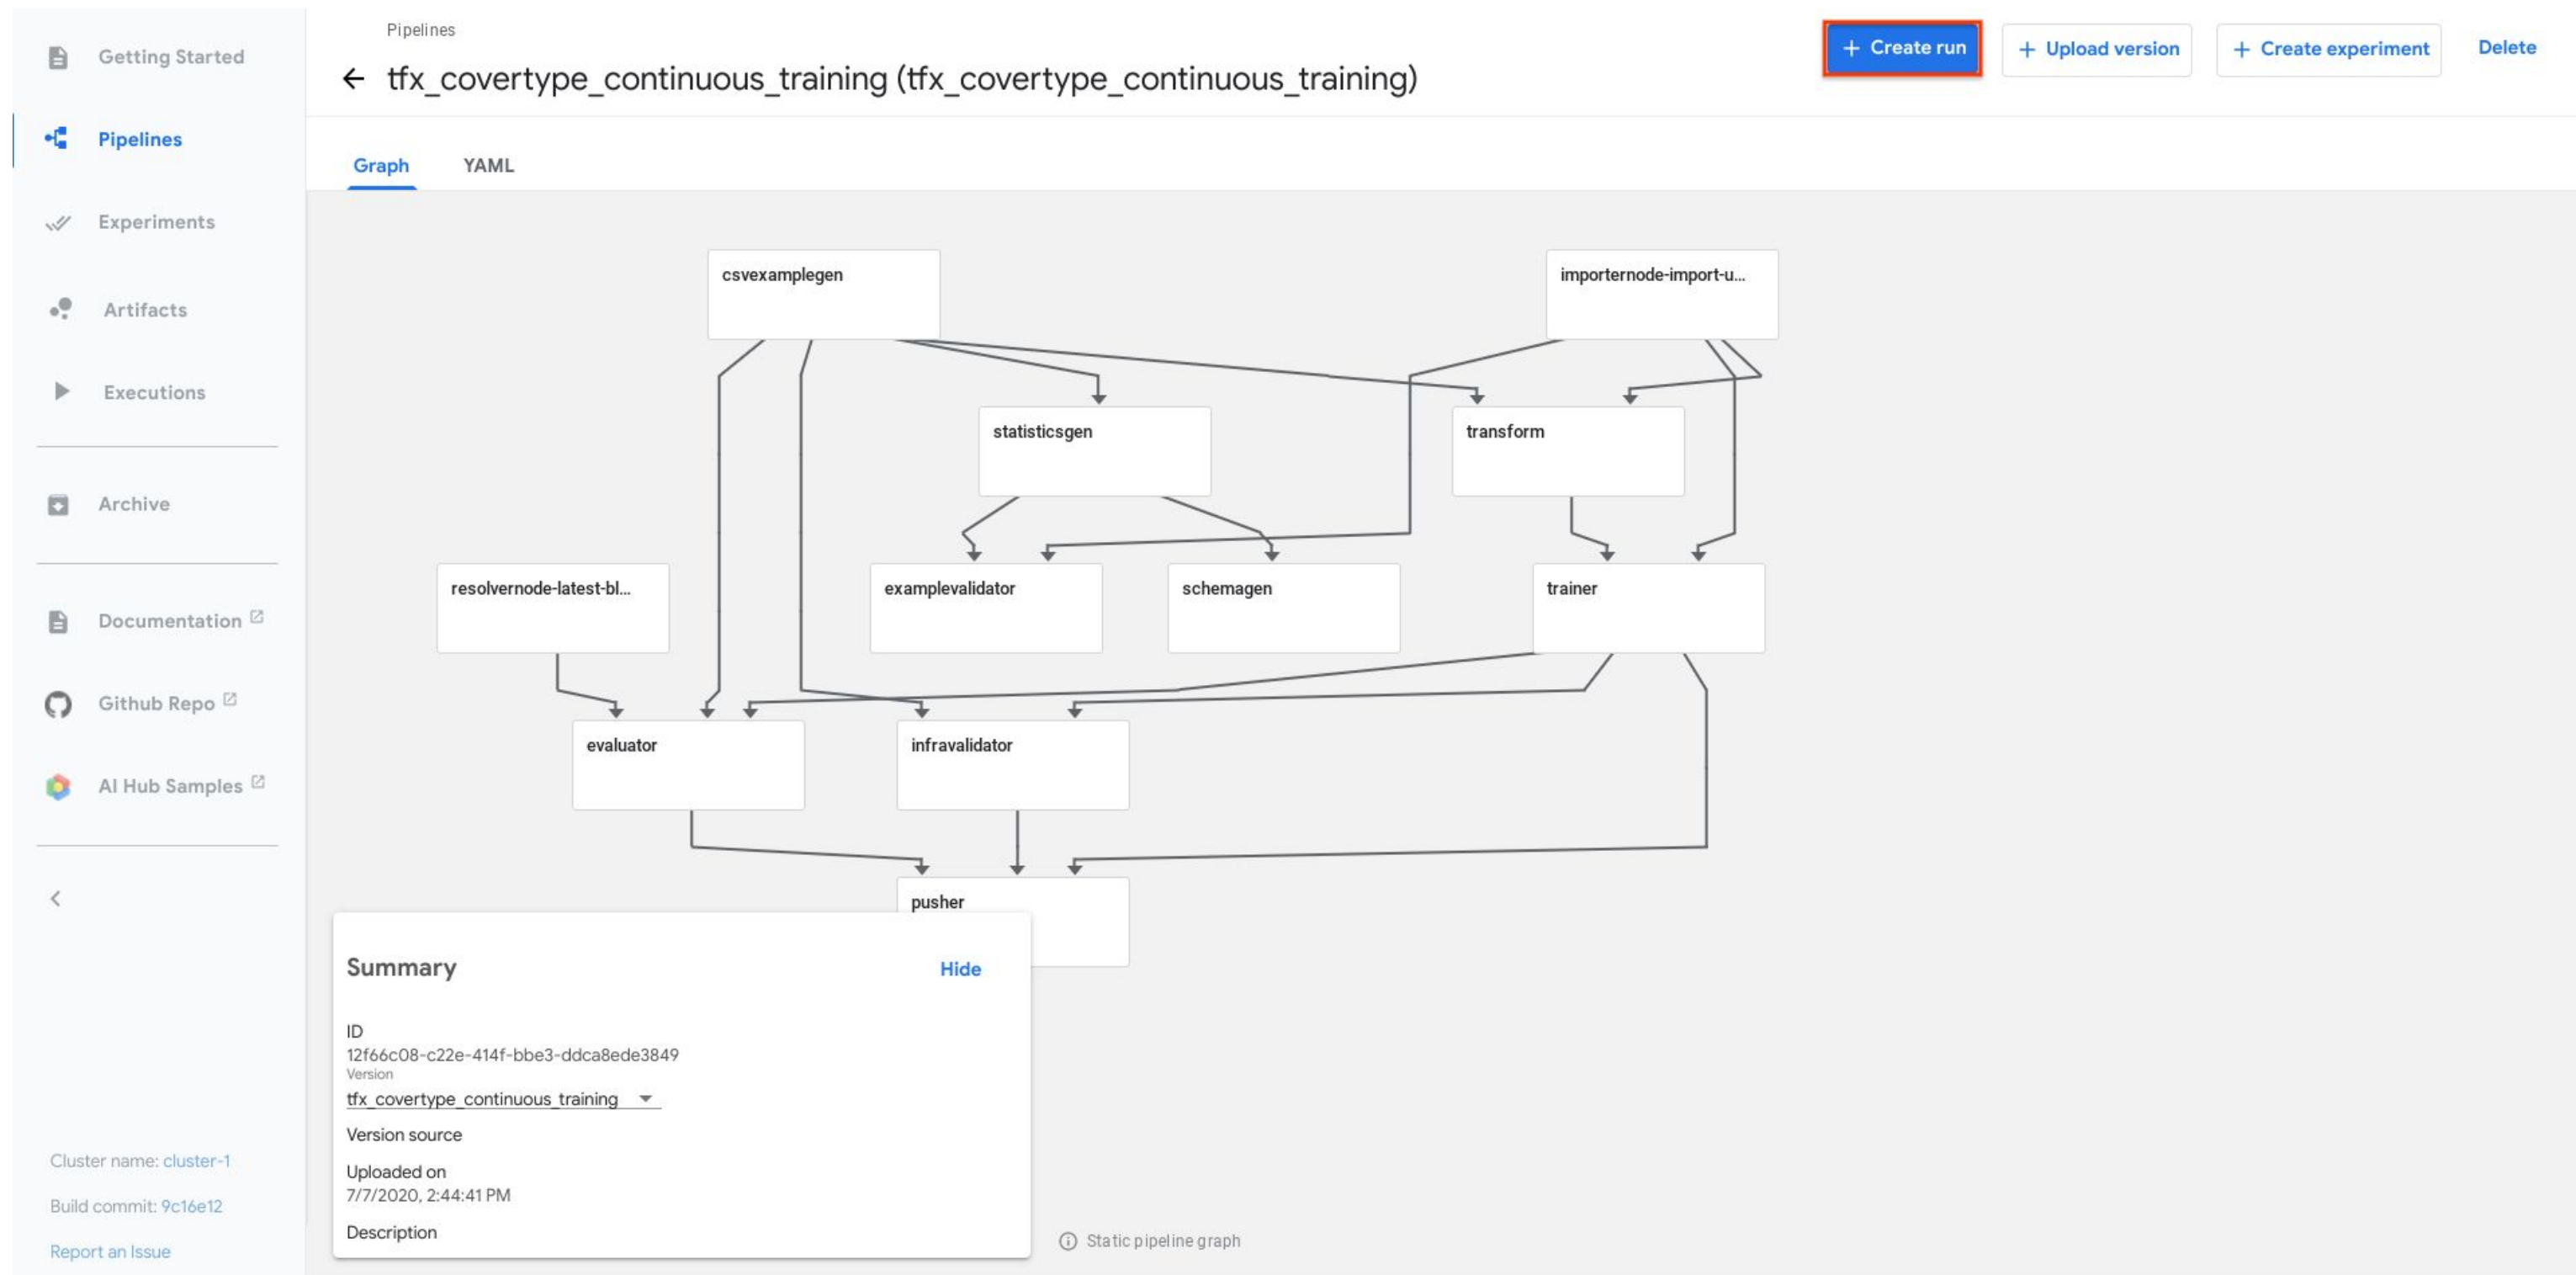 Getting Started
Pipelines
Experiments
Artifacts
Executions
Archive
Documentation
Github Repo
AI Hub Samples
Cluster name: cluster-1
Build commit: 9c16e12
Report an Issue
Pipelines
tfx_covertype_continuous_training (tfx_covertype_continuous_training)
+ Create run
+ Upload version
+ Create experiment
Delete
Graph
YAML
csvexamplegen
importernode-import-u...
statisticsgen
transform
resolvernode-latest-bl...
examplevalidator
schemagen
trainer
evaluator
infravalidator
pusher
Summary
Hide
ID
12f66c08-c22e-414f-bbe3-ddca8ede3849
Version
tfx_covertype_continuous_training
Version source
Uploaded on
7/7/2020, 2:44:41 PM
Description
Static pipeline graph